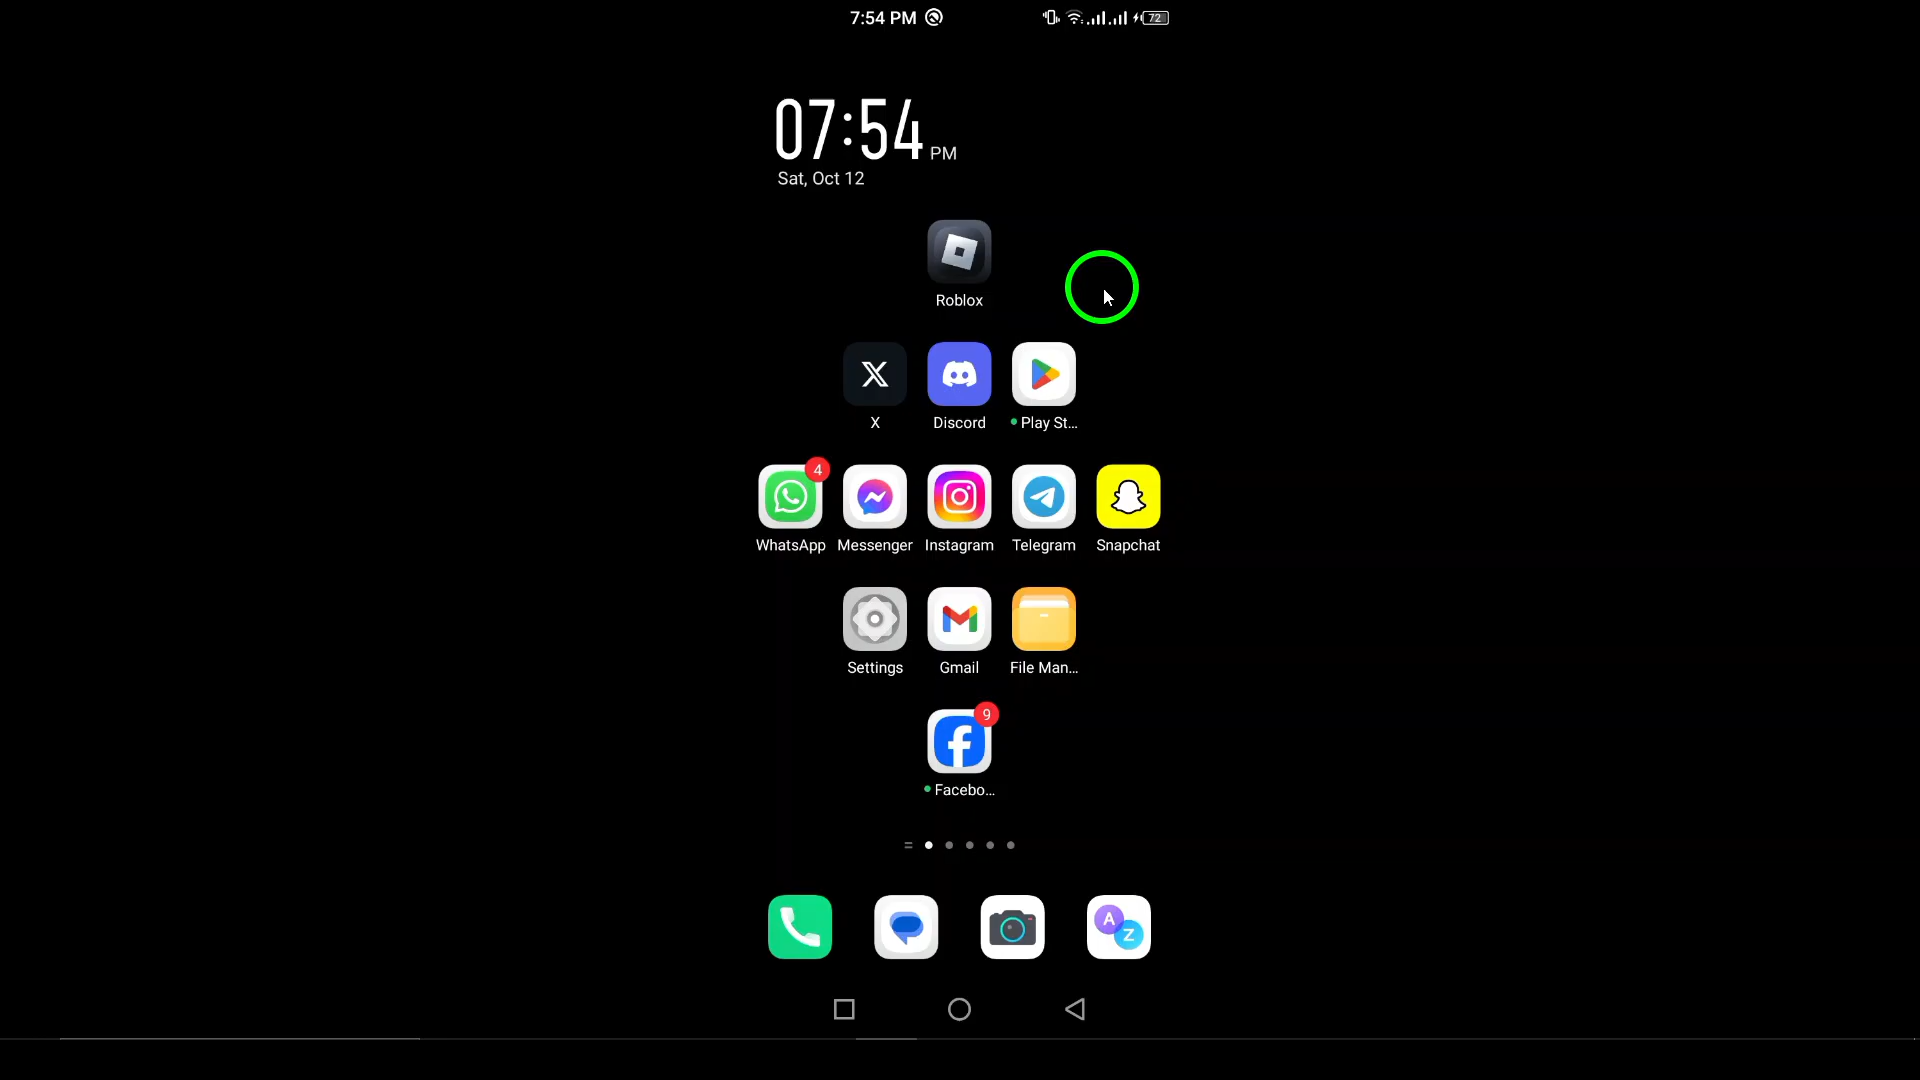 7:54 PM
72
07:54 PM
Sat, Oct 12
Roblox
X
Discord
Play St...
4
WhatsApp
Messenger
Instagram
Telegram
Snapchat
Settings
Gmail
File Man...
9
Facebo...
A
Z